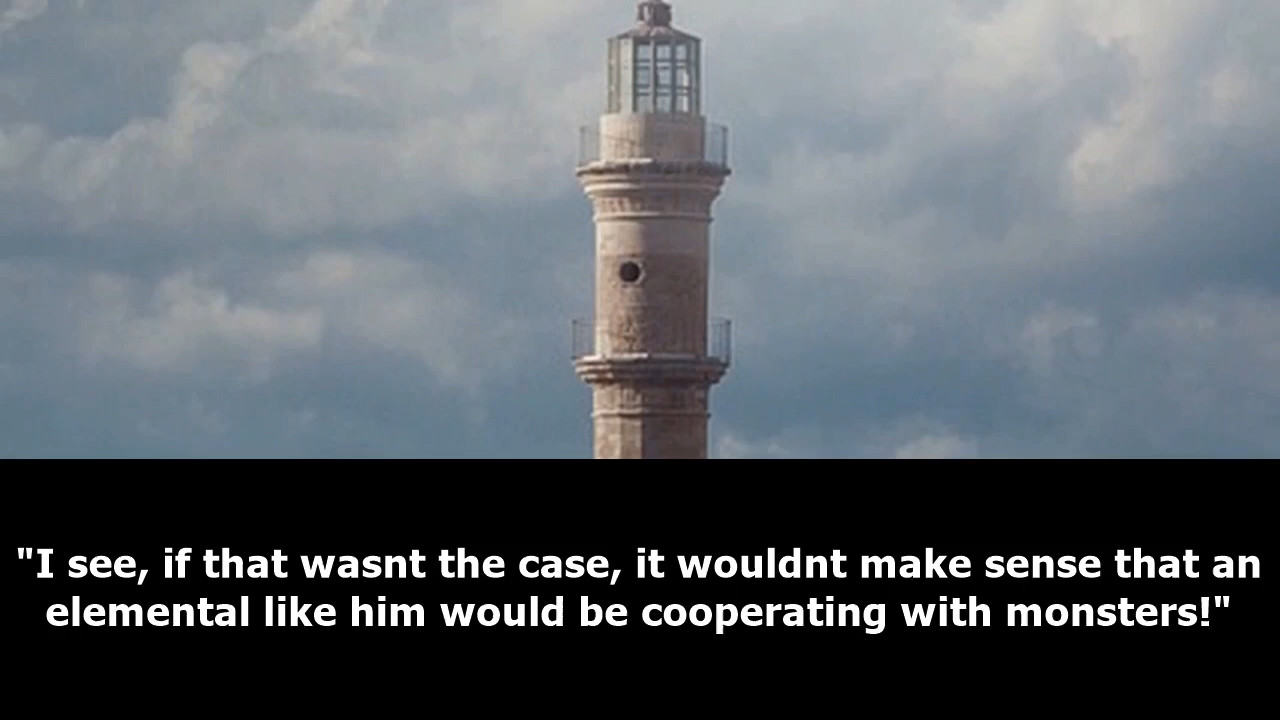 "I see, if that wasnt the case, it wouldnt make sense that an
elemental like him would be cooperating with monsters!"